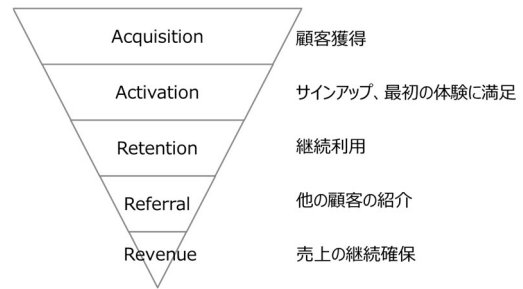 Acquisition 顧客獲得
Activation サインアップ、最初の体験に満足
Retention 継続利用
Referral 他の顧客の紹介
Revenue 売上の継続確保